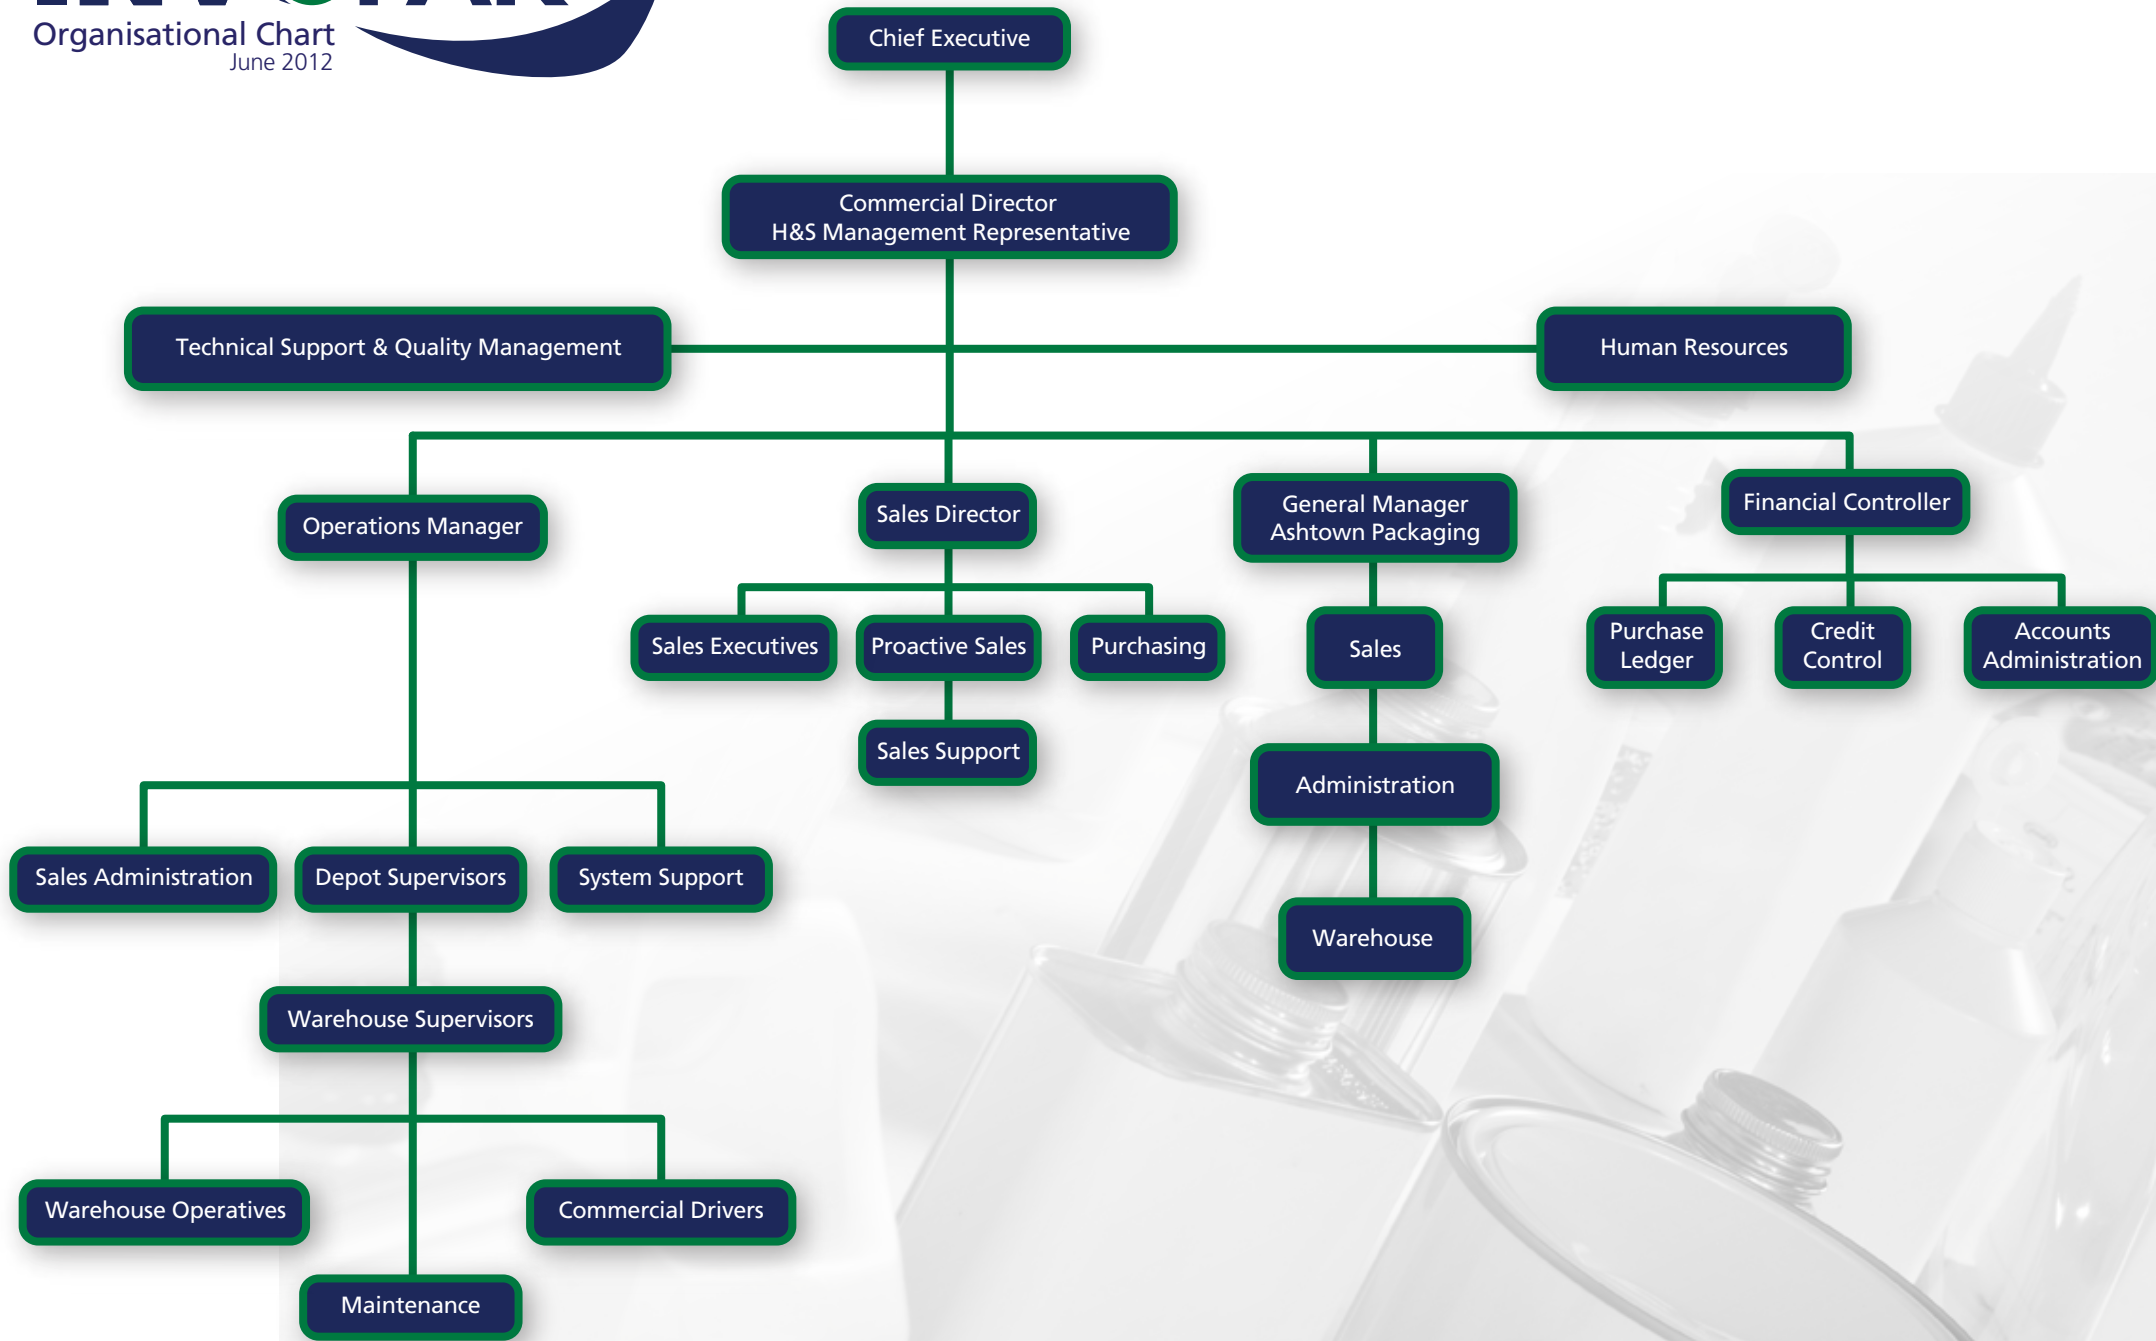 Organisational Chart
June 2012
Chief Executive
Commercial Director
H&S Management Representative
Technical Support & Quality Management
Human Resources
Operations Manager
Sales Director
General Manager
Ashtown Packaging
Financial Controller
Sales Executives
Proactive Sales
Purchasing
Sales
Purchase
Ledger
Credit
Control
Accounts
Administration
Sales Support
Administration
Sales Administration
Depot Supervisors
System Support
Warehouse
Warehouse Supervisors
Warehouse Operatives
Commercial Drivers
Maintenance